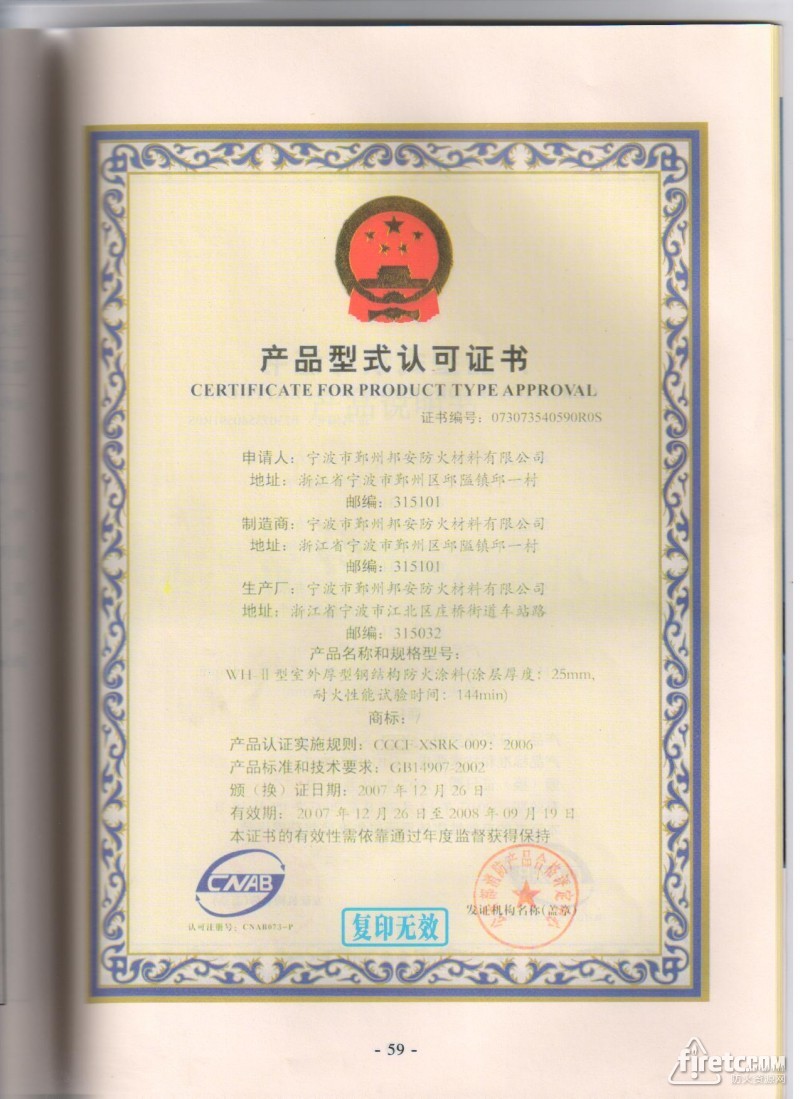 产品型式认可证书
CERTIFICATE FOR PRODUCT TYPE APPROVAL
证书编号：073073540590R0S
申请人：宁波市鄞州邦安防火材料有限公司
地址：浙江省宁波市鄞州区邱隘镇邱一村
邮编：315101
制造商：宁波市鄞州邦安防火材料有限公司
地址：浙江省宁波市鄞州区邱隘镇邱一村
邮编：315101
生产厂：宁波市鄞州邦安防火材料有限公司
地址：浙江省宁波市江北区庄桥街道车站路
邮编：315032
产品名称和规格型号：
WH-Ⅱ型室外厚型钢结构防火涂料(涂层厚度：25mm,
耐火性能试验时间：144min)
商标：/
产品认证实施规则：CCCF-XSRK-009：2006
产品标准和技术要求：GB14907-2002
颁（换）证日期：2007年12月26日
有效期：2007年12月26日至2008年09月19日
本证书的有效性需依靠通过年度监督获得保持
CNAB
认可注册号：CNAB073-P
复印无效
消防产品合格评定
发证机构名称(盖章)
- 59 -
firetc.com
防火资源网